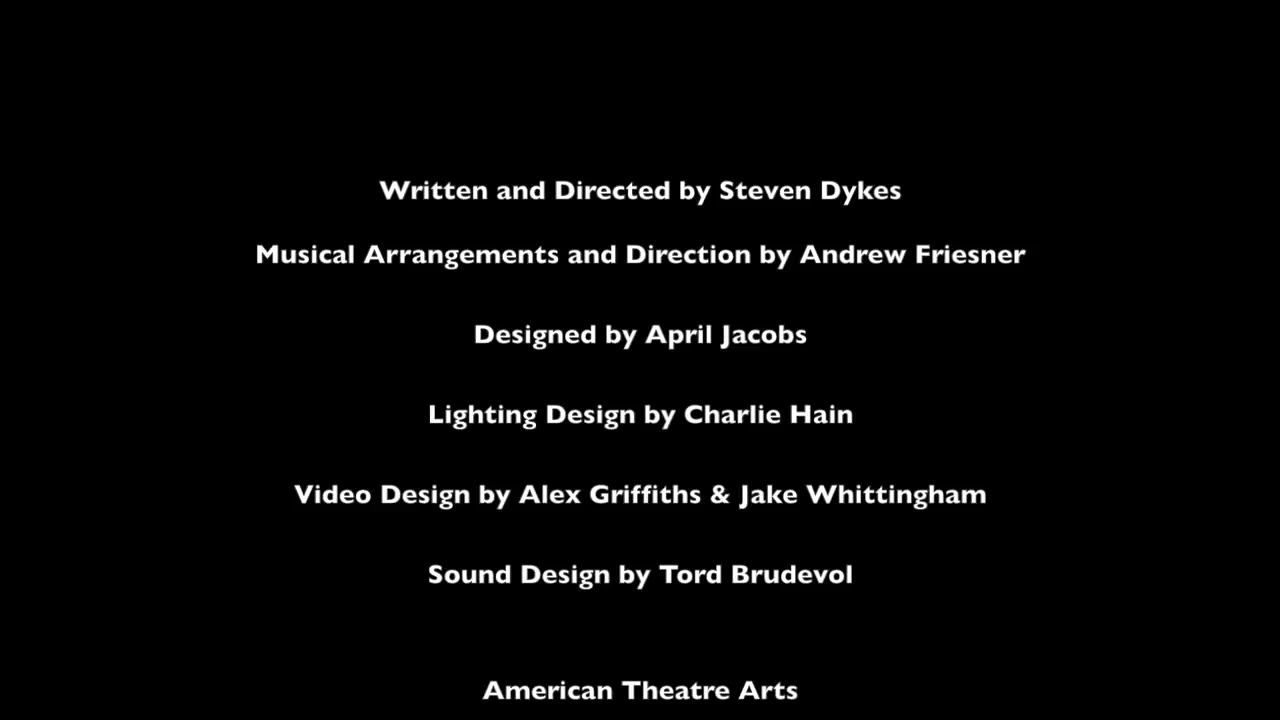 Written and Directed by Steven Dykes
Musical Arrangements and Direction by Andrew Friesner
Designed by April Jacobs
Lighting Design by Charlie Hain
Video Design by Alex Griffiths & Jake Whittingham
Sound Design by Tord Brudevol
American Theatre Arts